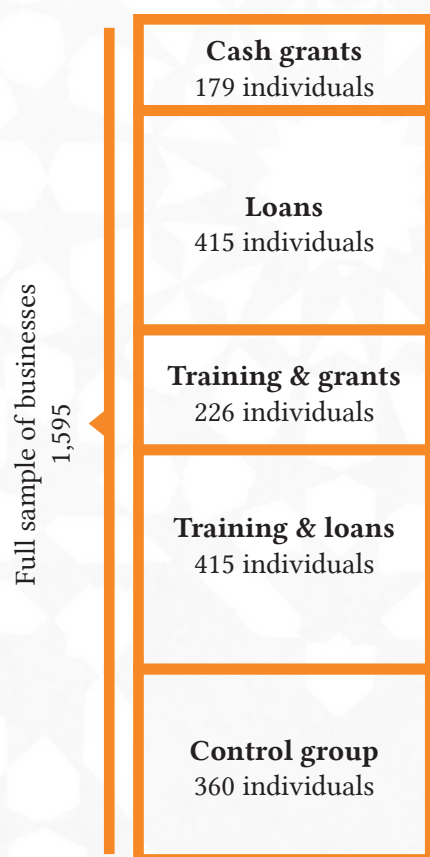 Full sample of businesses
1,595
Cash grants
179 individuals
Loans
415 individuals
Training & grants
226 individuals
Training & loans
415 individuals
Control group
360 individuals